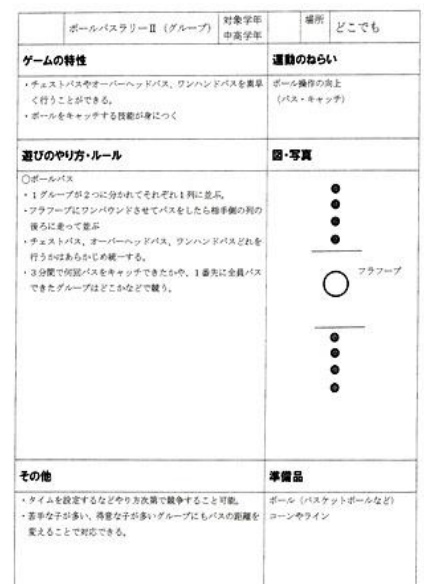 ボールパスラリーⅡ（グループ）
対象学年
中高学年
場所
どこでも
ゲームの特性
運動のねらい
・チェストパスやオーバーヘッドパス、ワンハンドパスを素早
く行うことができる。
・ボールをキャッチする技能が身につく
ボール操作の向上
（パス・キャッチ）
遊びのやり方・ルール
図・写真
○ボールパス
・1グループが2つに分かれてそれぞれ1列に並ぶ。
・フラフープにワンバウンドさせてパスをしたら相手側の列の
後ろに走って並ぶ
・チェストパス、オーバーヘッドパス、ワンハンドパスどれを
行うかはあらかじめ統一する。
・3分間で何回パスをキャッチできたかや、1番先に全員パス
できたグループはどこかなどで競う。
フラフープ
その他
準備品
・タイムを設定するなどやり方次第で競争すること可能。
・苦手な子が多い、得意な子が多いグループにもパスの距離を
変えることで対応できる。
ボール（バスケットボールなど）
コーンやライン